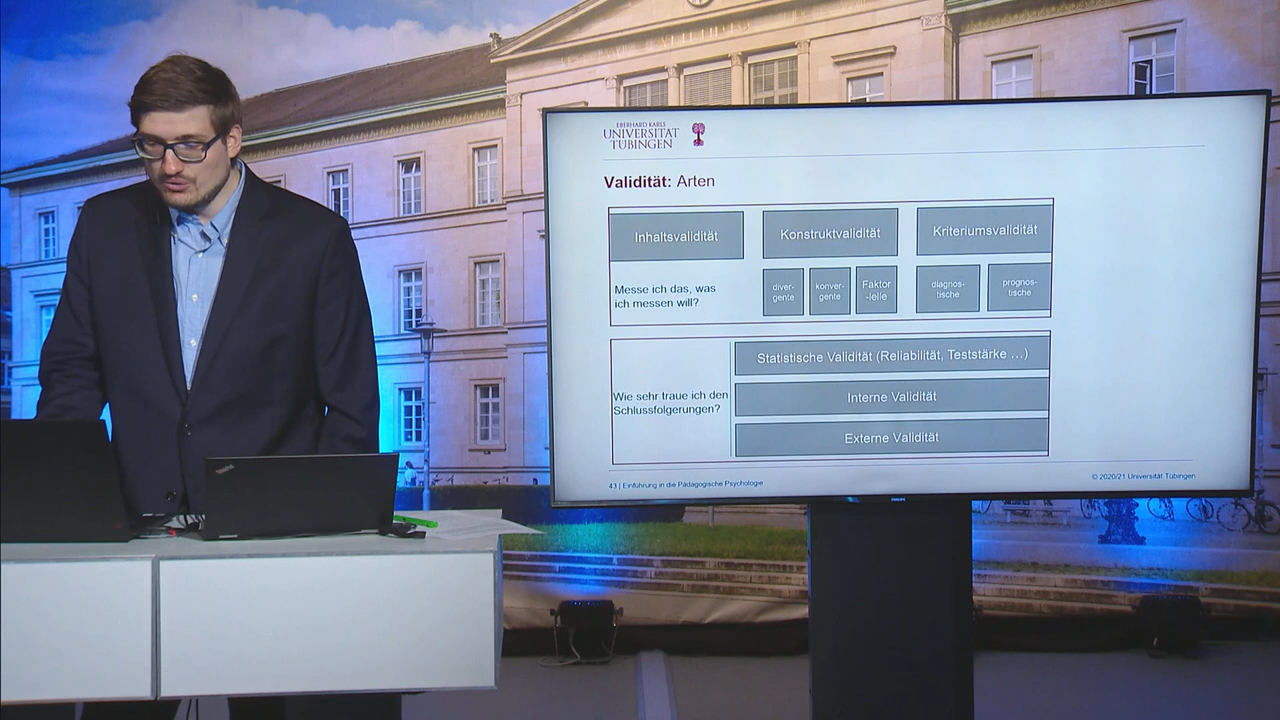 EBERHARD KARLS
UNIVERSITÄT
TÜBINGEN
Validität: Arten
Inhaltsvalidität
Konstruktvalidität
Kriteriumsvalidität
Messe ich das, was
ich messen will?
diver-
gente
konver-
gente
Faktor
-ielle
diagnos-
tische
prognos-
tische
Wie sehr traue ich den
Schlussfolgerungen?
Statistische Validität (Reliabilität, Teststärke ...)
Interne Validität
Externe Validität
43 | Einführung in die Pädagogische Psychologie
© 2020/21 Universität Tübingen
PHILIPS
ThinkPad